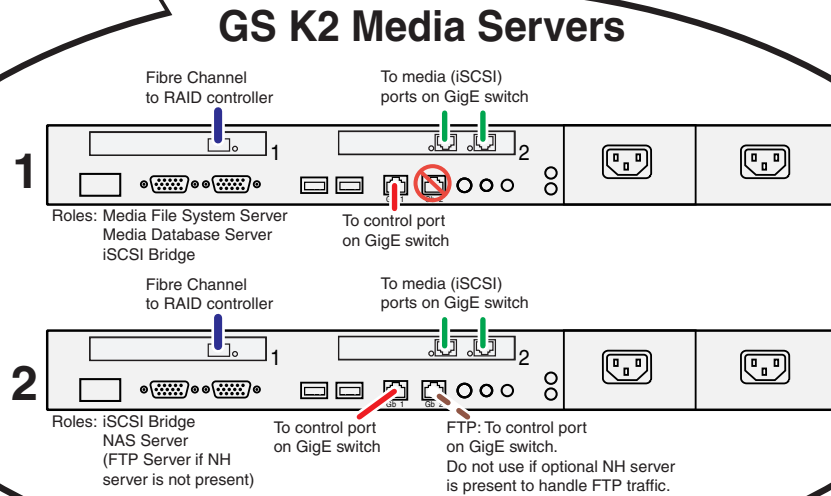 GS K2 Media Servers
Fibre Channel
to RAID controller
To media (iSCSI)
ports on GigE switch
1
1
2
Gb 1
Roles: Media File System Server
Media Database Server
iSCSI Bridge
To control port
on GigE switch
Fibre Channel
to RAID controller
To media (iSCSI)
ports on GigE switch
2
1
2
Gb 1
Gb 2
Roles: iSCSI Bridge
NAS Server
(FTP Server if NH
server is not present)
To control port
on GigE switch
FTP: To control port
on GigE switch.
Do not use if optional NH server
is present to handle FTP traffic.